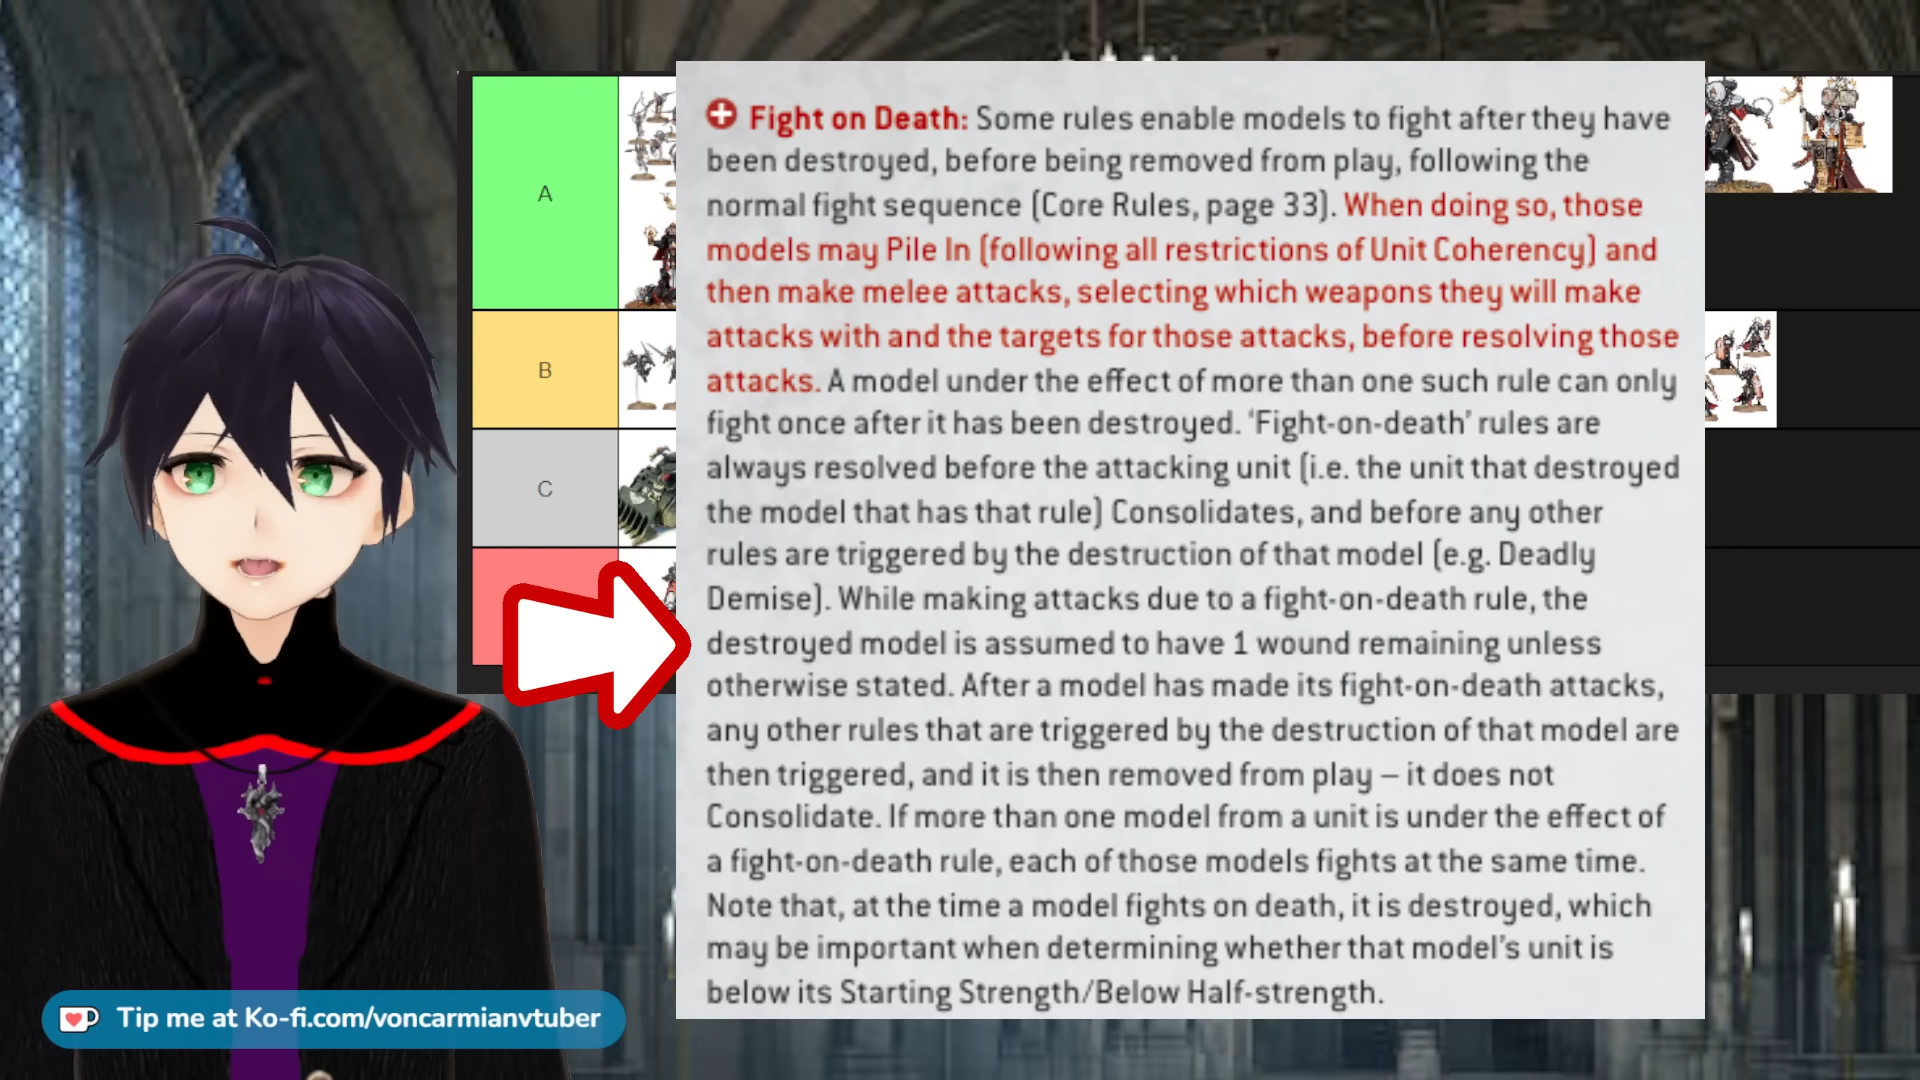 A
B
C
Fight on Death: Some rules enable models to fight after they have
been destroyed, before being removed from play, following the
normal fight sequence (Core Rules, page 33). When doing so, those
models may Pile In (following all restrictions of Unit Coherency) and
then make melee attacks, selecting which weapons they will make
attacks with and the targets for those attacks, before resolving those
attacks. A model under the effect of more than one such rule can only
fight once after it has been destroyed. ‘Fight-on-death’ rules are
always resolved before the attacking unit (i.e. the unit that destroyed
the model that has that rule) Consolidates, and before any other
rules are triggered by the destruction of that model (e.g. Deadly
Demise). While making attacks due to a fight-on-death rule, the
destroyed model is assumed to have 1 wound remaining unless
otherwise stated. After a model has made its fight-on-death attacks,
any other rules that are triggered by the destruction of that model are
then triggered, and it is then removed from play – it does not
Consolidate. If more than one model from a unit is under the effect of
a fight-on-death rule, each of those models fights at the same time.
Note that, at the time a model fights on death, it is destroyed, which
may be important when determining whether that model’s unit is
below its Starting Strength/Below Half-strength.
Tip me at Ko-fi.com/voncarmianvtuber